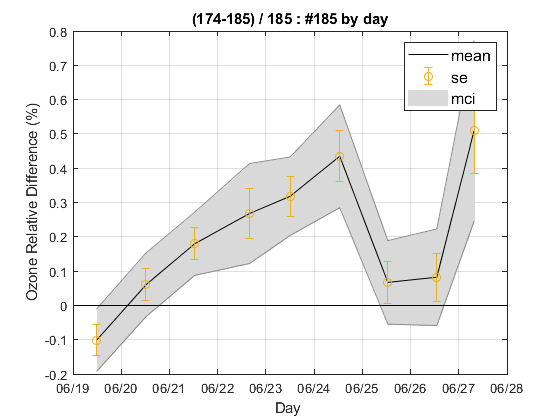 (174-185) / 185 : #185 by day
Ozone Relative Difference (%)
0.8
0.7
0.6
0.5
0.4
0.3
0.2
0.1
0
-0.1
-0.2
mean
se
mci
06/19 06/20 06/21 06/22 06/23 06/24 06/25 06/26 06/27 06/28
Day